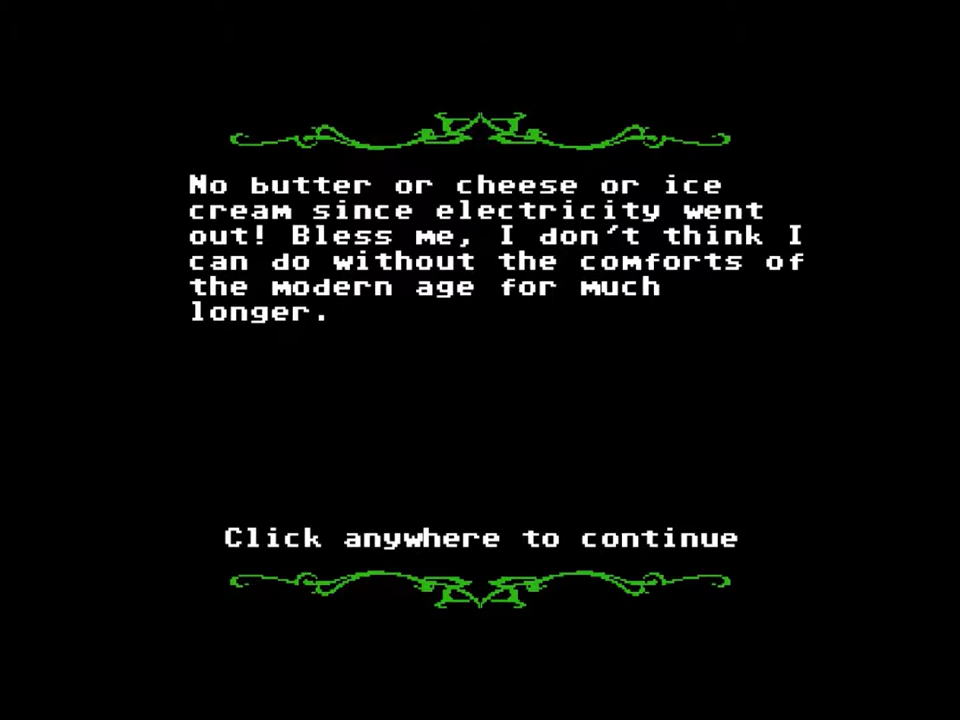 No butter or cheese or ice
cream since electricity went
out! Bless me, I don't think I
can do without the comforts of
the modern age for much
longer.
Click anywhere to continue